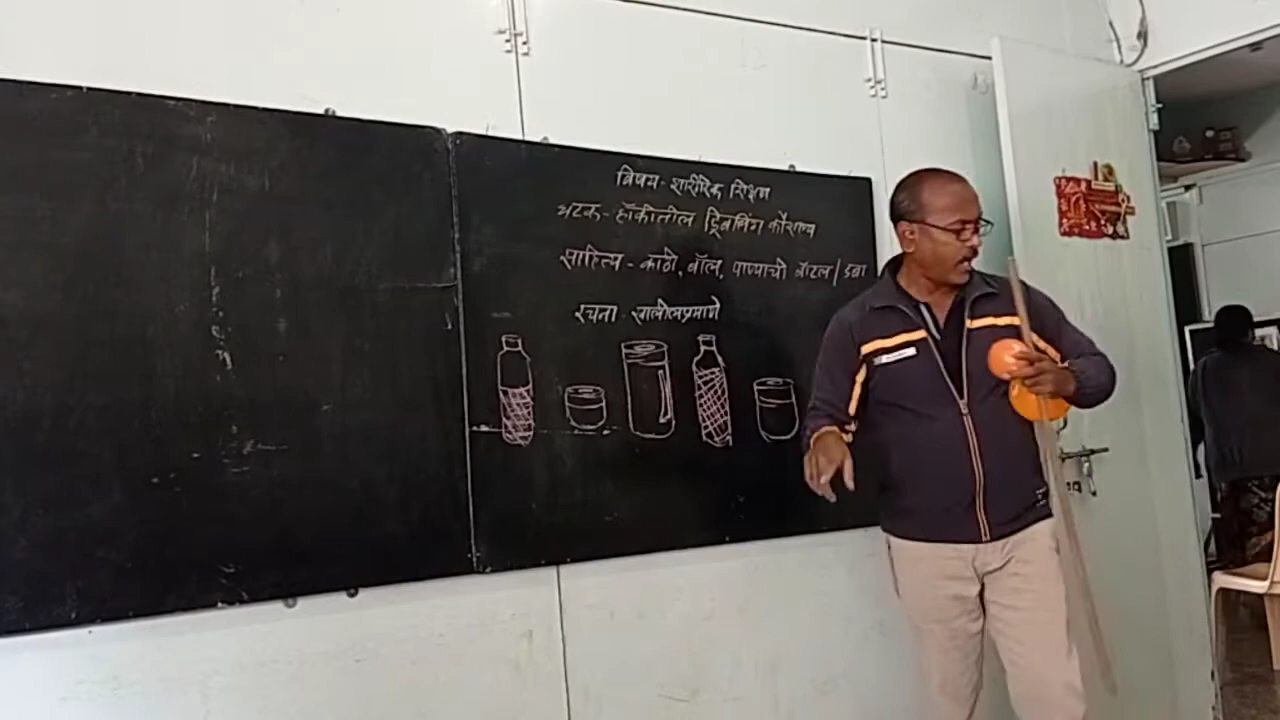 विषय - शारीरिक शिक्षण
घटक - हॉकीतील ड्रिबलिंग कौशल्य
साहित्य - काठी, बॉल, पाण्याची बॉटल / डबा
रचना - खालीलप्रमाणे